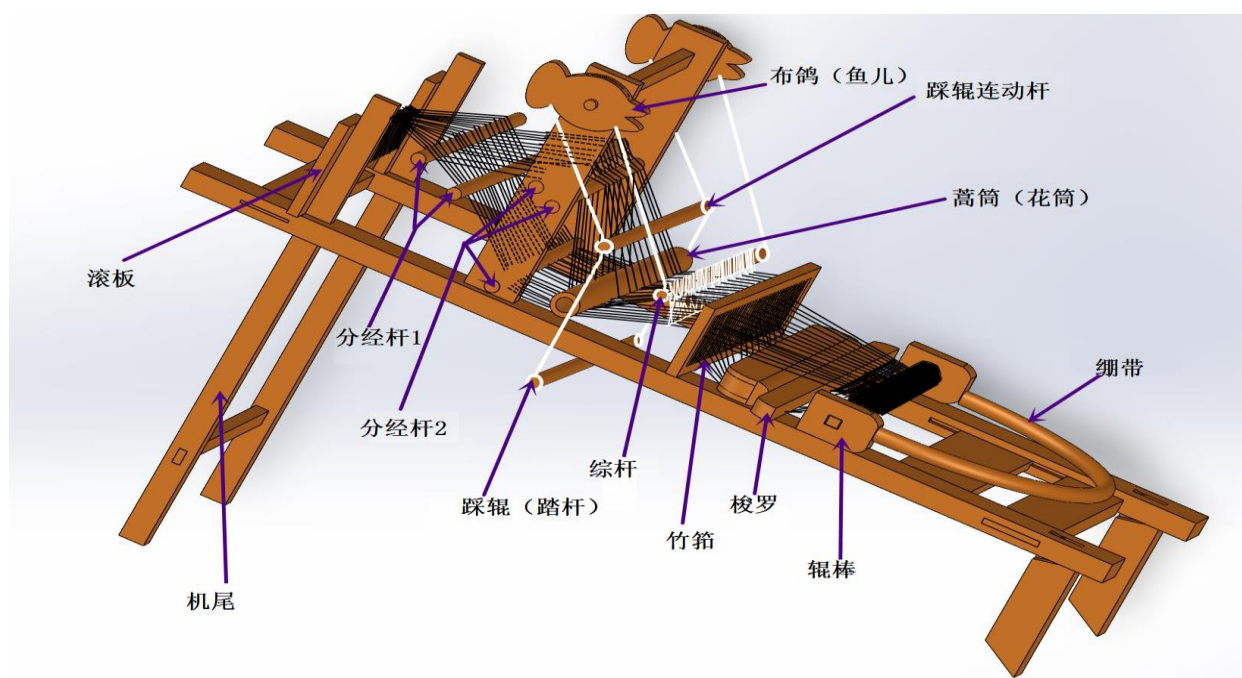 布鸽（鱼儿）
踩辊连动杆
蒿筒（花筒）
滚板
分经杆1
绷带
分经杆2
综杆
踩辊（踏杆）
梭罗
竹筘
辊棒
机尾